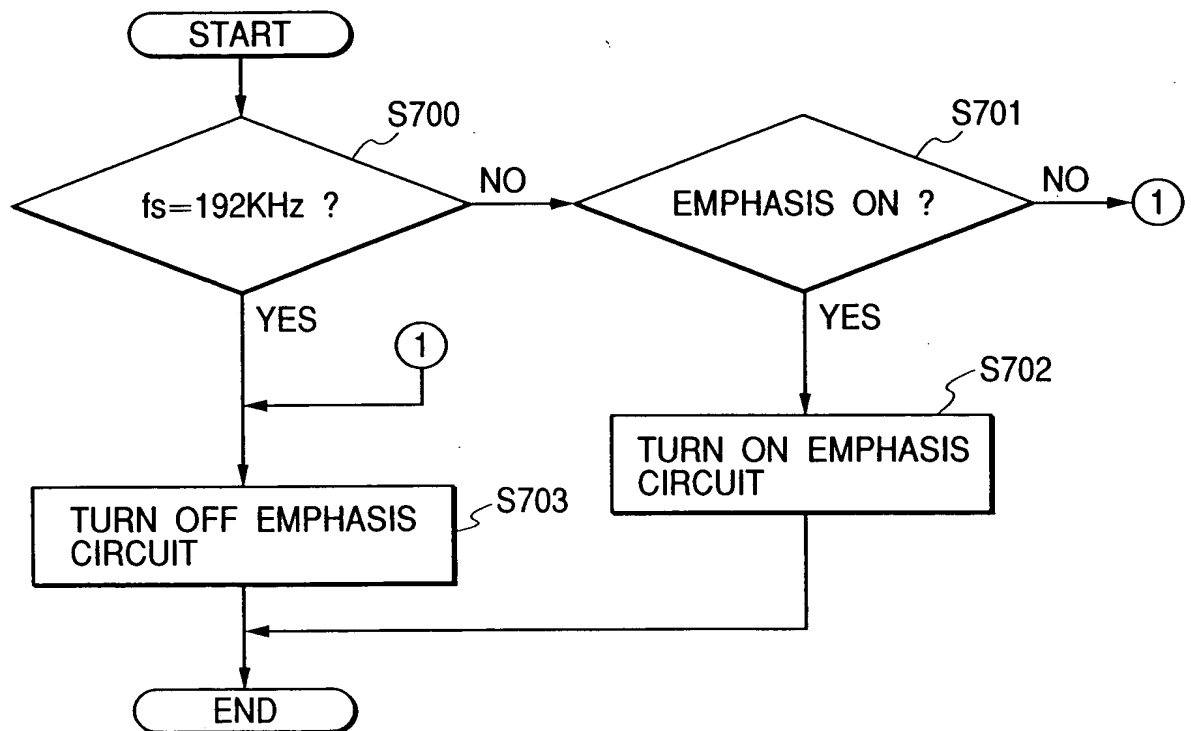 START
S700
fs=192KHz ?
NO
S701
EMPHASIS ON ?
NO
1
YES
1
YES
S702
TURN ON EMPHASIS
CIRCUIT
S703
TURN OFF EMPHASIS
CIRCUIT
END